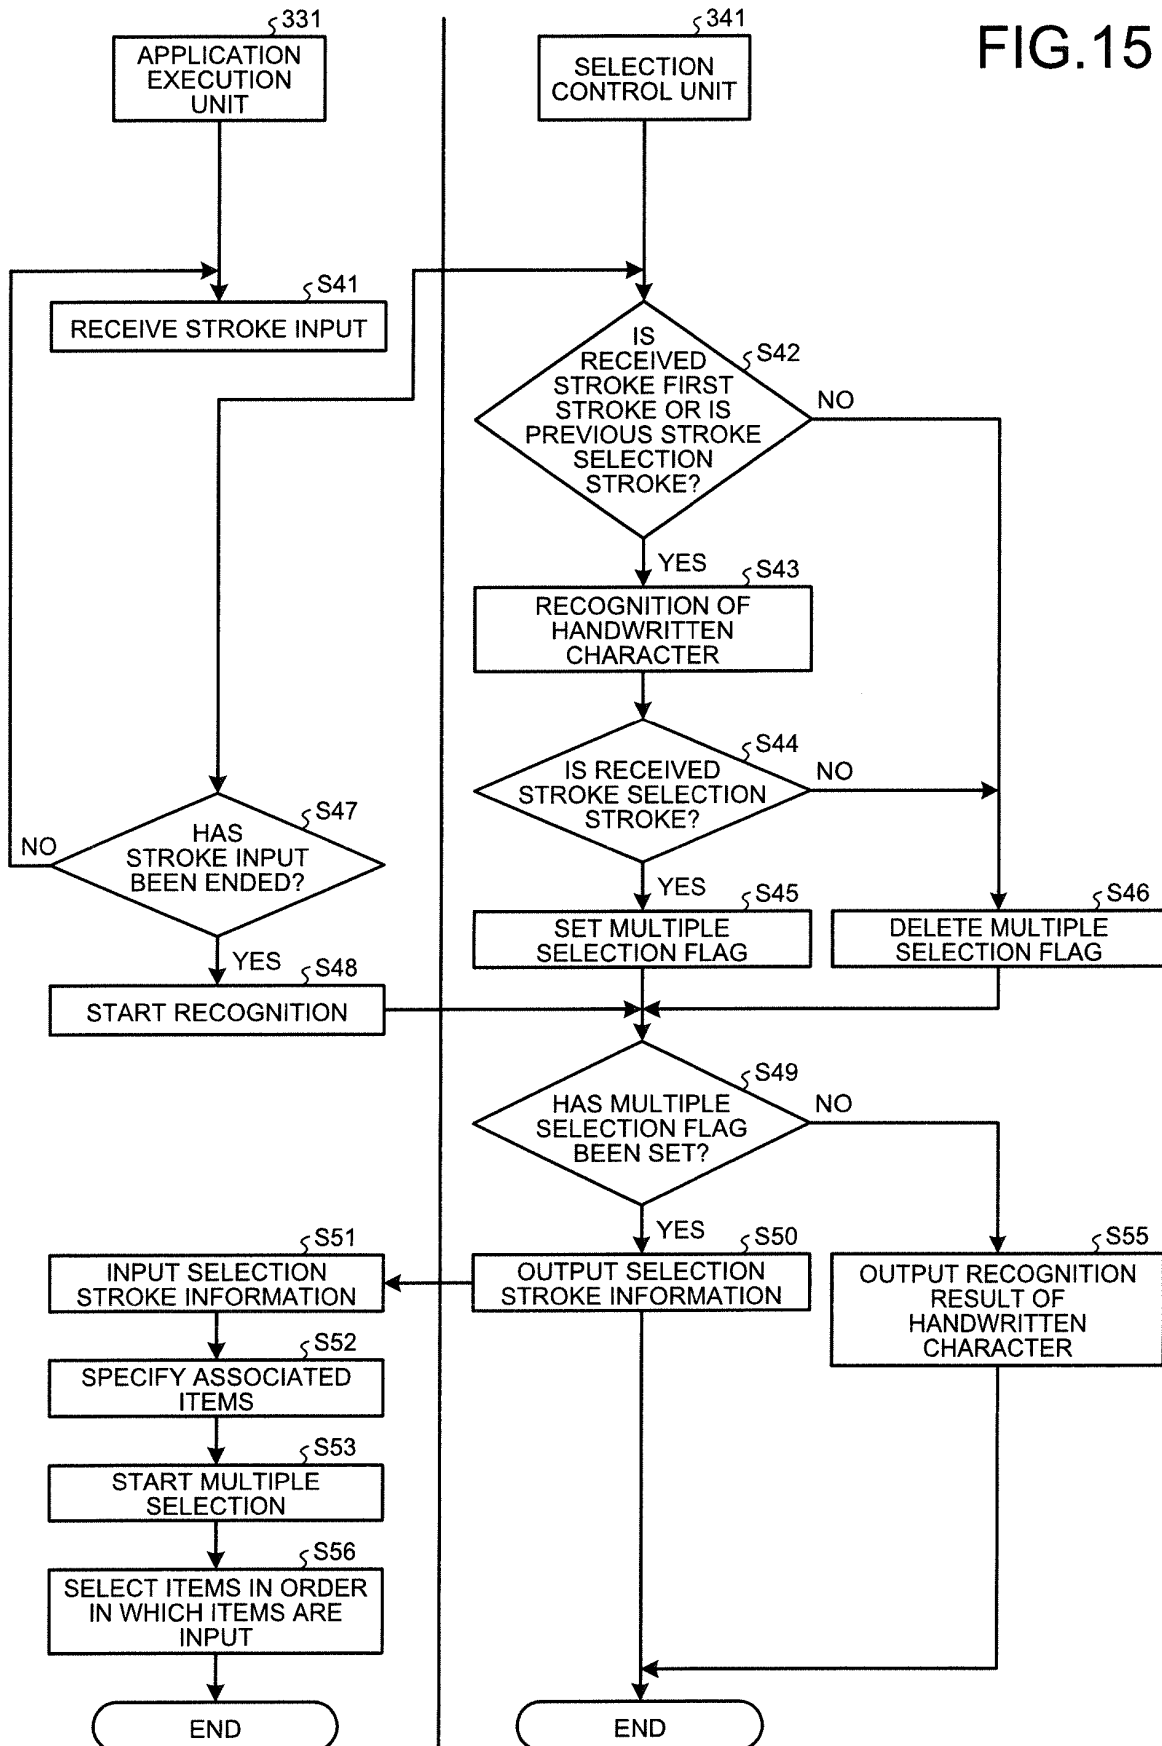 FIG.15
331
APPLICATION
EXECUTION
UNIT
341
SELECTION
CONTROL UNIT
S41
RECEIVE STROKE INPUT
S42
IS
RECEIVED
STROKE FIRST
STROKE OR IS
PREVIOUS STROKE
SELECTION
STROKE?
NO
YES
S43
RECOGNITION OF
HANDWRITTEN
CHARACTER
S44
IS RECEIVED
STROKE SELECTION
STROKE?
NO
YES
S47
HAS
STROKE INPUT
BEEN ENDED?
NO
YES
S45
SET MULTIPLE
SELECTION FLAG
S46
DELETE MULTIPLE
SELECTION FLAG
S48
START RECOGNITION
S49
HAS MULTIPLE
SELECTION FLAG
BEEN SET?
NO
YES
S51
INPUT SELECTION
STROKE INFORMATION
S50
OUTPUT SELECTION
STROKE INFORMATION
S55
OUTPUT RECOGNITION
RESULT OF
HANDWRITTEN
CHARACTER
S52
SPECIFY ASSOCIATED
ITEMS
S53
START MULTIPLE
SELECTION
S56
SELECT ITEMS IN ORDER
IN WHICH ITEMS ARE
INPUT
END
END